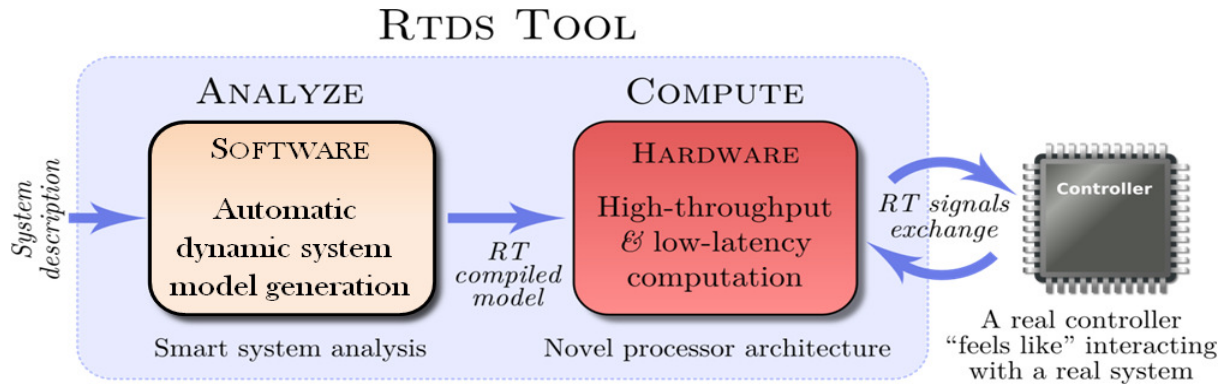 RTDS TOOL
ANALYZE
COMPUTE
System
description
SOFTWARE
Automatic
dynamic system
model generation
Smart system analysis
RT
compiled
model
HARDWARE
High-throughput
& low-latency
computation
Novel processor architecture
RT signals
exchange
Controller
A real controller
“feels like” interacting
with a real system